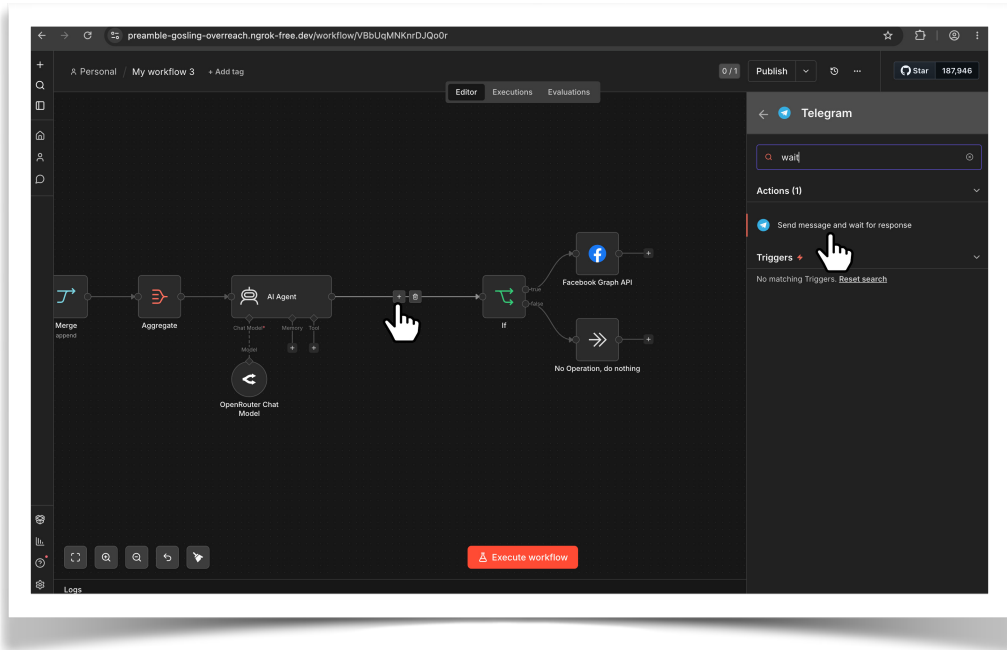 preamble-gosling-overreach.ngrok-free.dev/workflow/VBbUqMNKnrDJQo0r
Personal / My workflow 3 + Add tag
0 / 1 Publish
Star 187,946
Editor Executions Evaluations
Telegram
wait
Actions (1)
Send message and wait for response
Triggers
No matching Triggers. Reset search
Merge
append
Aggregate
AI Agent
Chat Model*
Memory
Tool
Model
OpenRouter Chat
Model
If
true
false
Facebook Graph API
No Operation, do nothing
Execute workflow
Logs